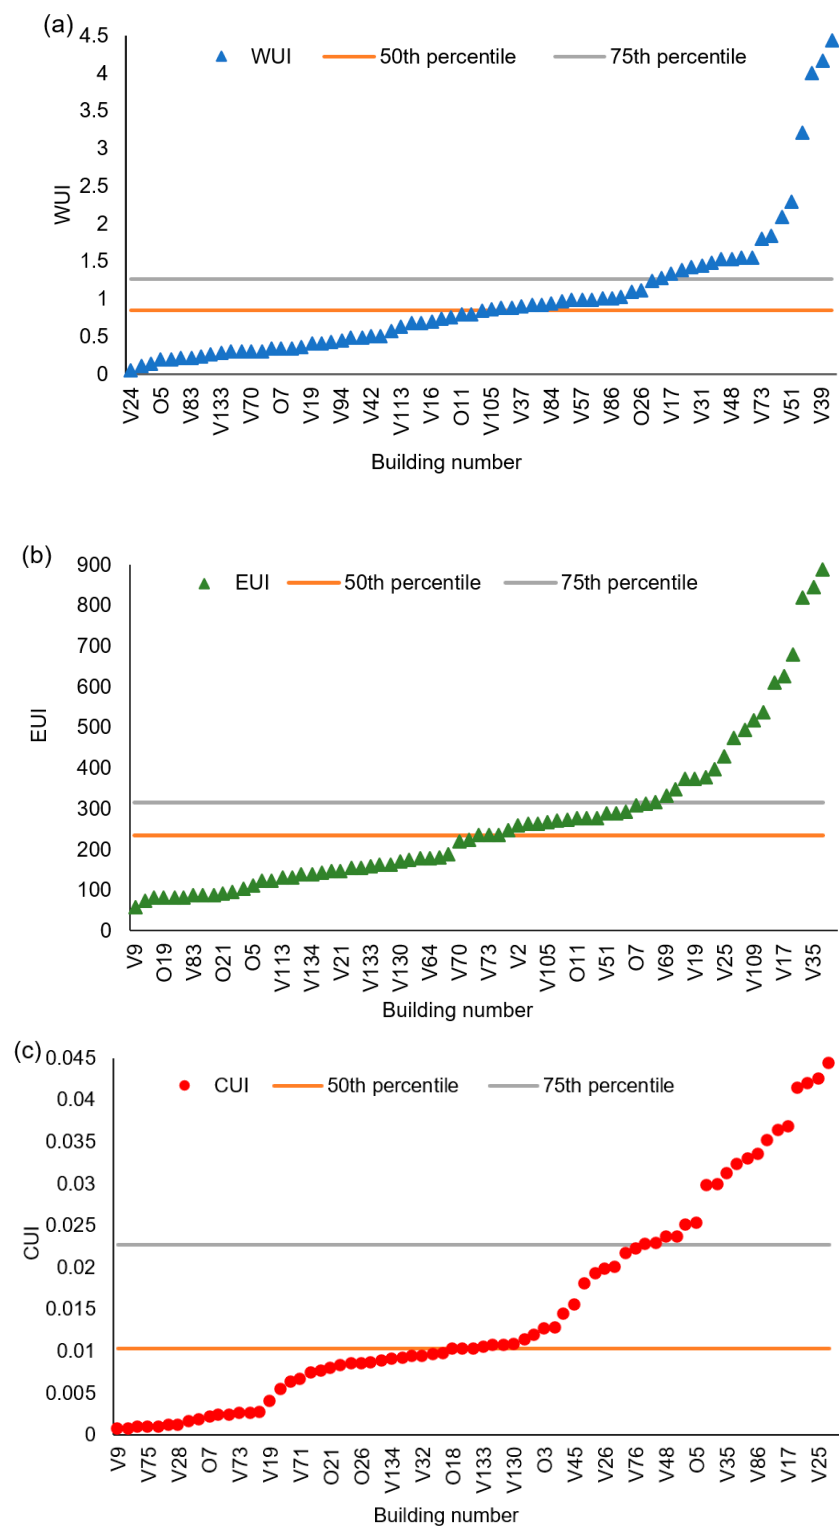 (a)
WUI 50th percentile 75th percentile
4.5
4
3.5
3
2.5
2
1.5
1
0.5
0
WUI
V24 O5 V83 V133 V70 O7 V19 V94 V42 V113 V16 O11 V105 V37 V84 V57 V86 O26 V17 V31 V48 V73 V51 V39
Building number
(b)
EUI 50th percentile 75th percentile
900
800
700
600
500
400
300
200
100
0
EUI
V9 O19 V83 O21 O5 V113 V134 V21 V133 V130 V64 V70 V73 V2 V105 O11 V51 O7 V69 V19 V25 V109 V17 V35
Building number
(c)
CUI 50th percentile 75th percentile
0.045
0.04
0.035
0.03
0.025
0.02
0.015
0.01
0.005
0
CUI
V9 V75 V28 O7 V73 V19 V71 O21 O26 V134 V32 O18 V133 V130 O3 V45 V26 V76 V48 O5 V35 V86 V17 V25
Building number